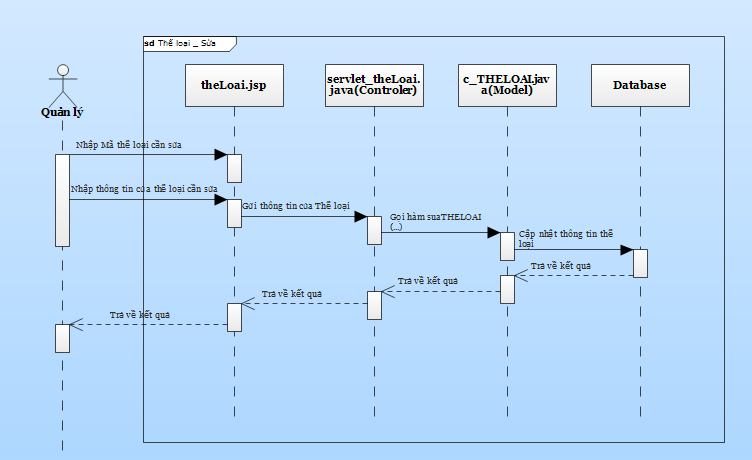 sd Thể loại _ Sửa
Quản lý
theLoai.jsp
servlet_theLoai.
java(Controler)
c_THELOAI.jav
a(Model)
Database
Nhập Mã thể loại cần sửa
Nhập thông tin của thể loại cần sửa
Gửi thông tin của Thể loại
Gọi hàm suaTHELOAI
(...)
Cập nhật thông tin thể
loại
Trả về kết quả
Trả về kết quả
Trả về kết quả
Trả về kết quả